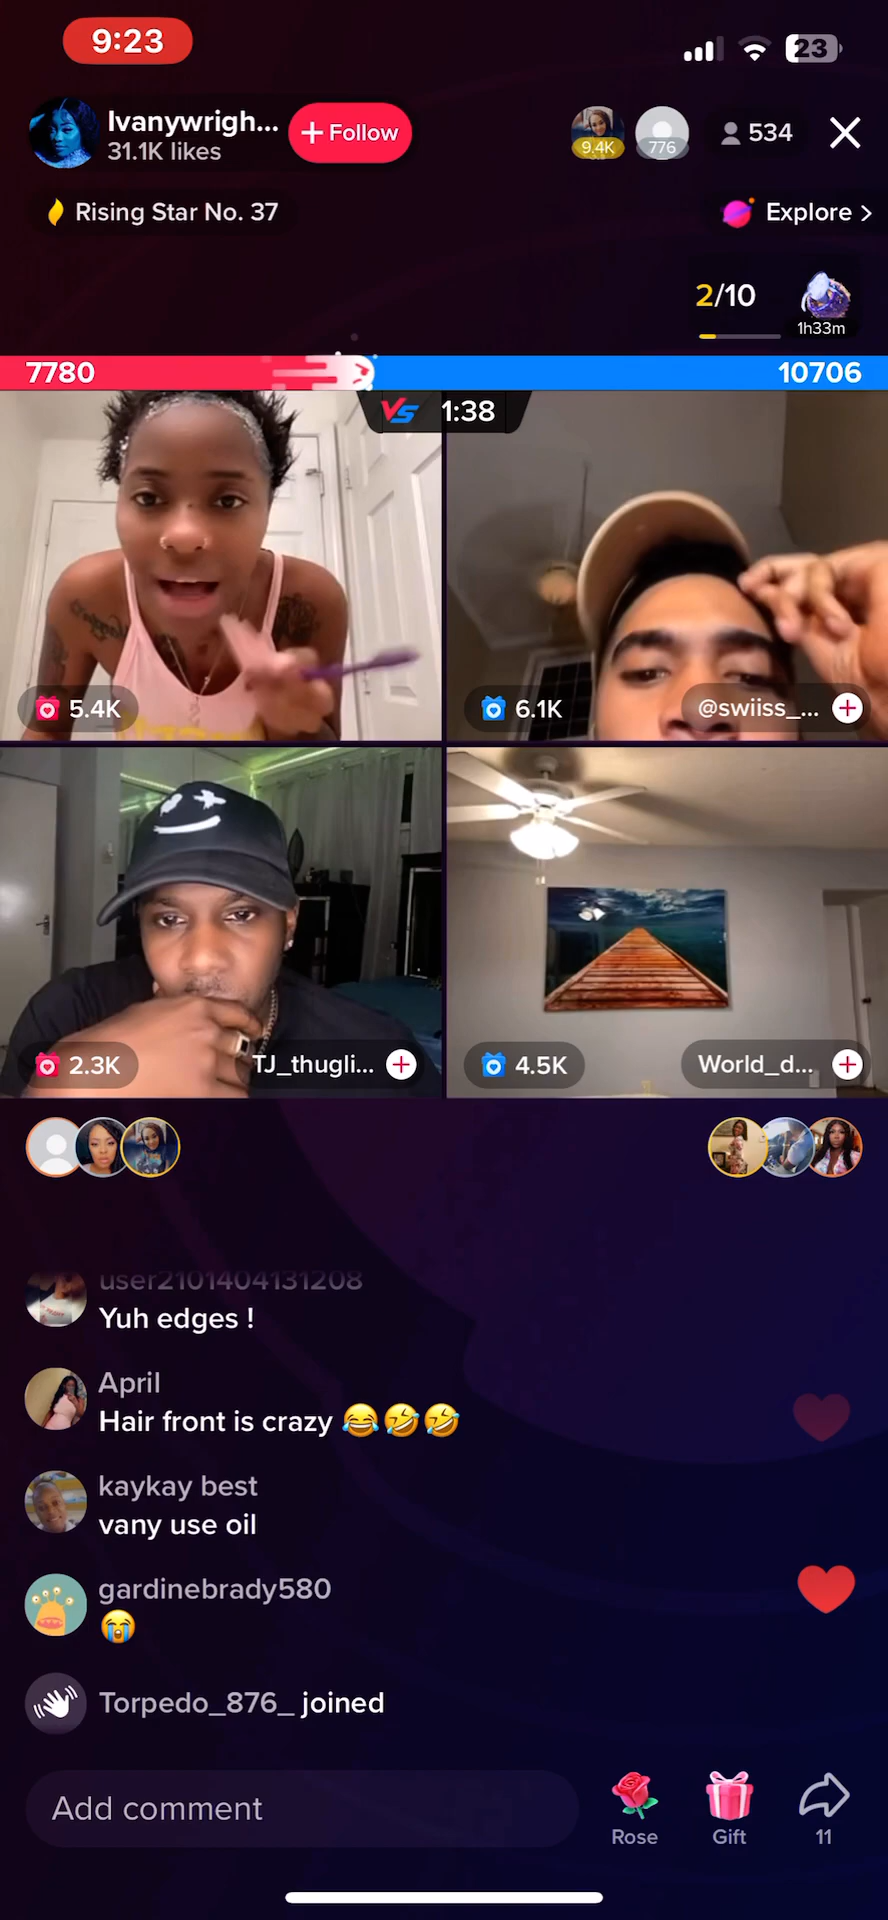 9:23
23
Ivanywrigh...
31.1K likes
+ Follow
9.4K
776
534
Rising Star No. 37
Explore >
2/10
1h33m
7780
10706
VS 1:38
5.4K
6.1K
@swiiss_...
2.3K
TJ_thugli...
4.5K
World_d...
user2101404131208
Yuh edges !
April
Hair front is crazy 😂🤣🤣
kaykay best
vany use oil
gardinebrady580
😭
Torpedo_876_ joined
Add comment
Rose
Gift
11